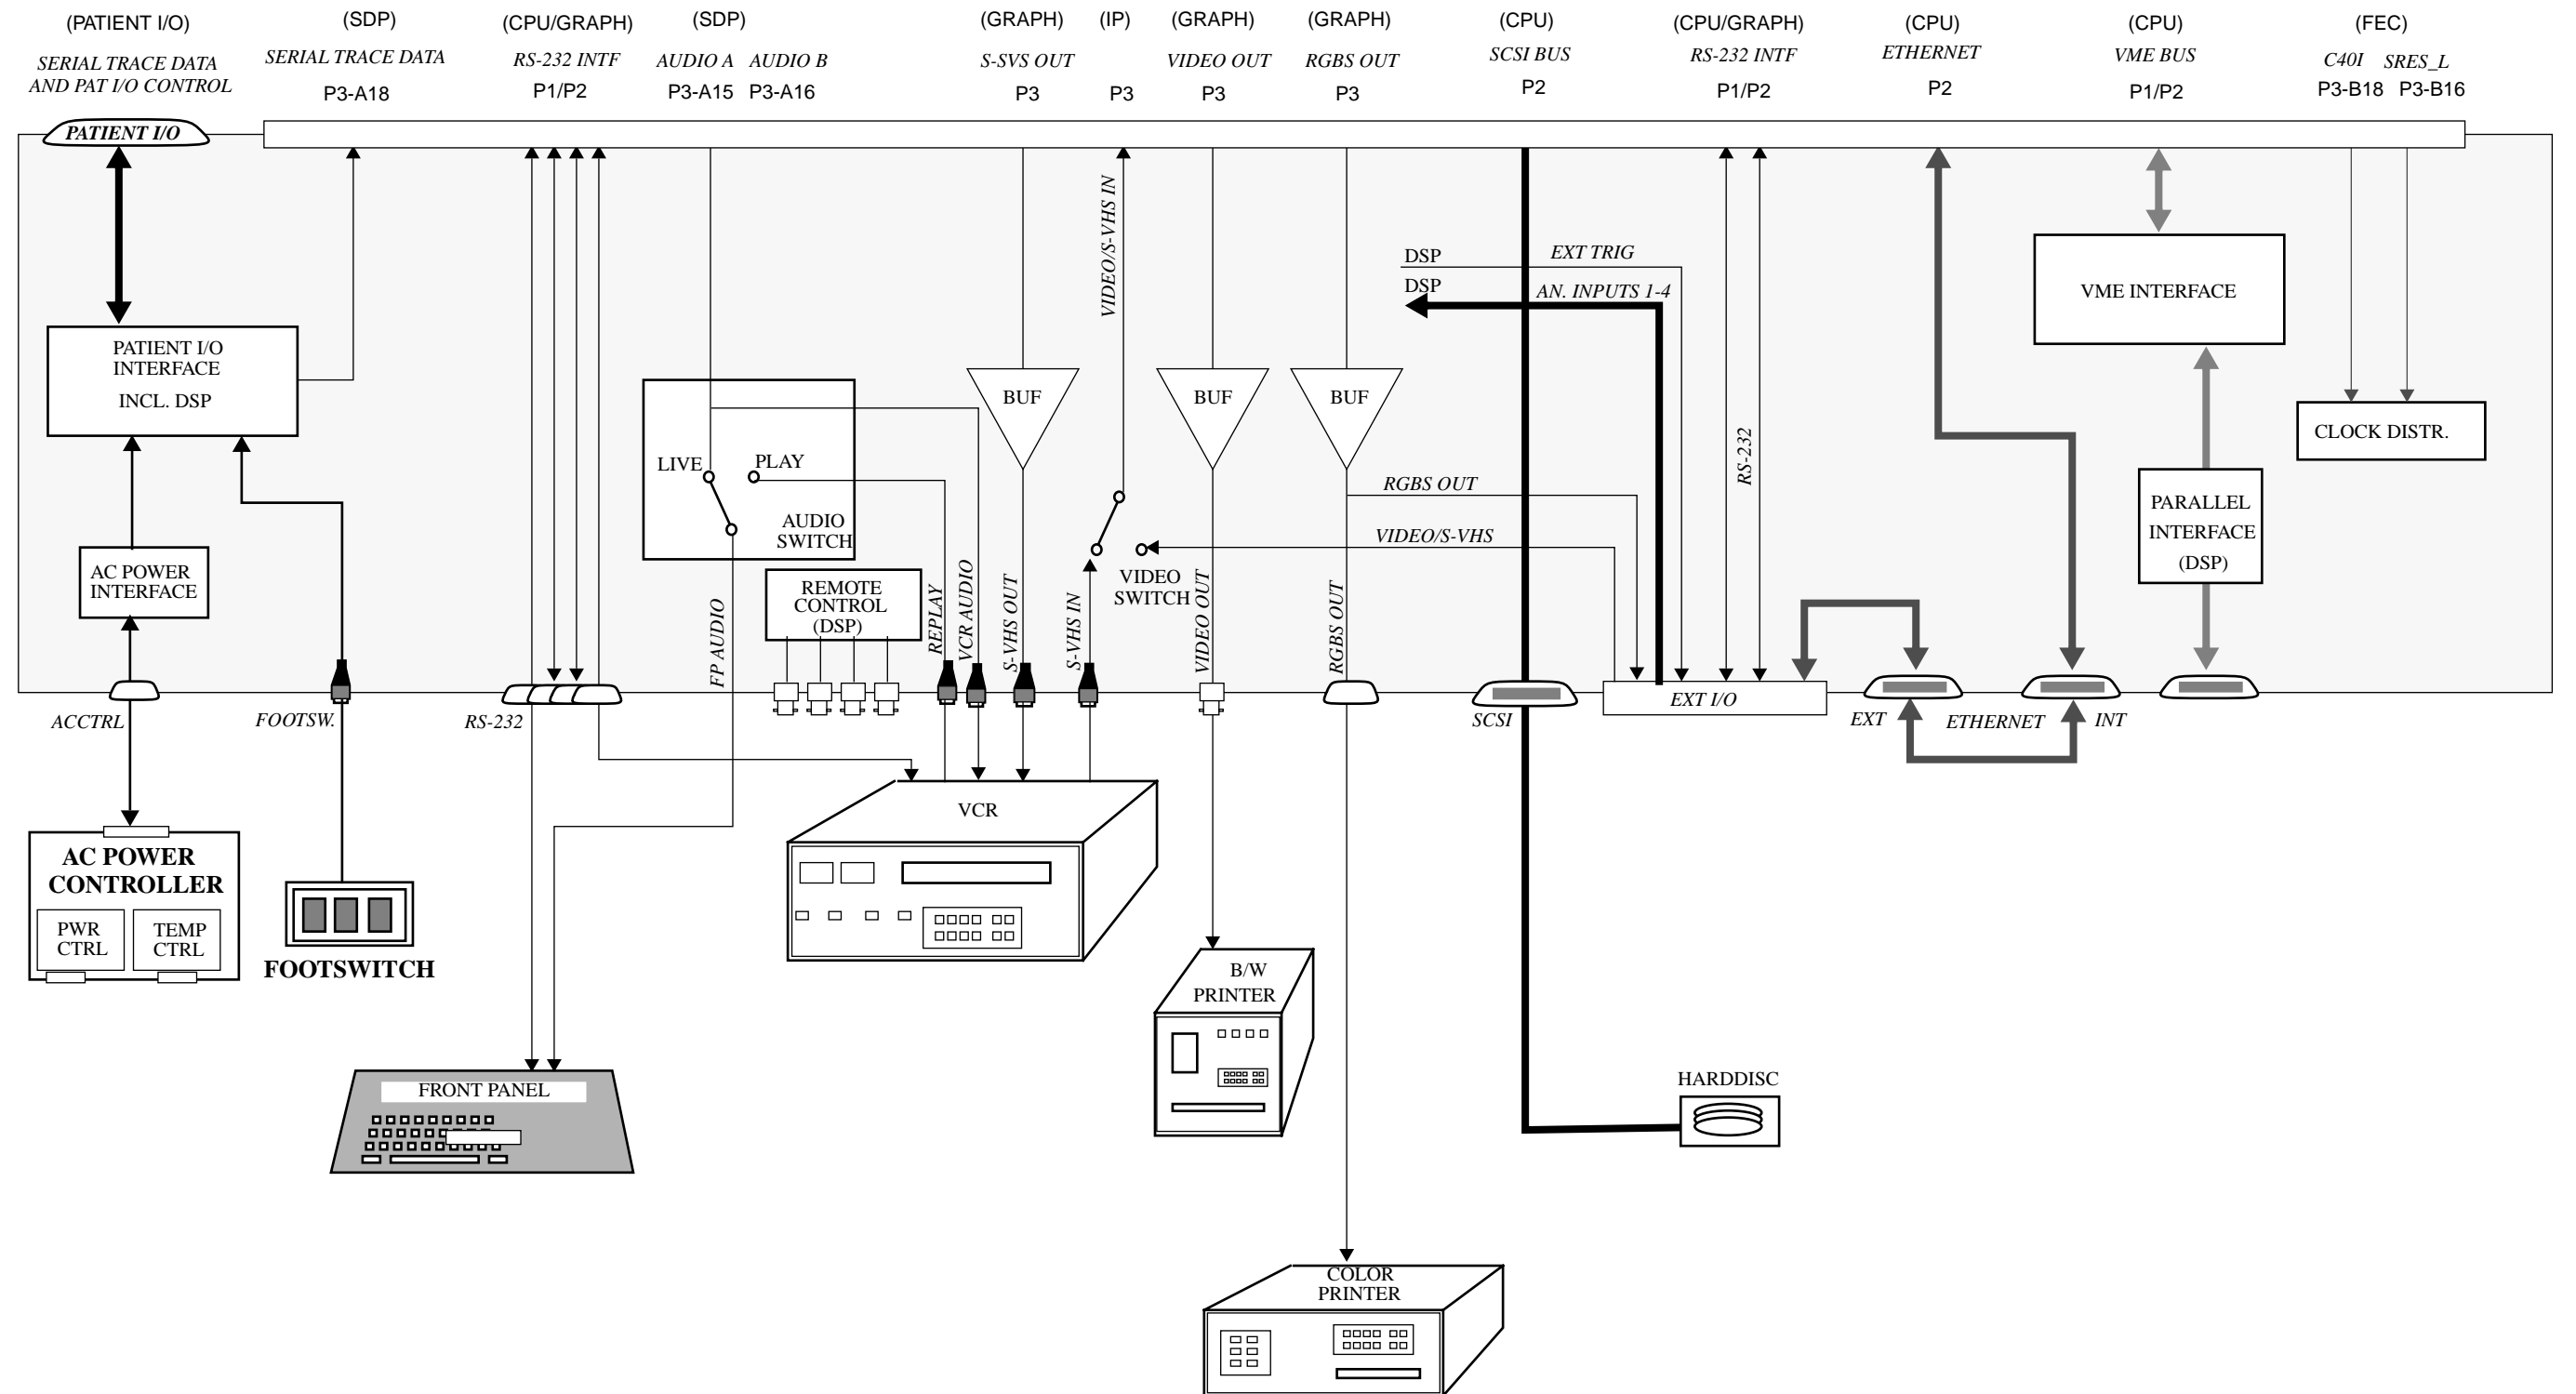 (PATIENT I/O) (SDP) (CPU/GRAPH) (SDP) (GRAPH) (IP) (GRAPH) (GRAPH) (CPU) (CPU/GRAPH) (CPU) (CPU) (FEC)
SERIAL TRACE DATA
AND PAT I/O CONTROL
SERIAL TRACE DATA
RS-232 INTF
AUDIO A AUDIO B
S-SVS OUT
VIDEO OUT
RGBS OUT
SCSI BUS
RS-232 INTF
ETHERNET
VME BUS
C40I SRES_L
P3-A18
P1/P2
P3-A15 P3-A16
P3
P3
P3
P3
P2
P1/P2
P2
P1/P2
P3-B18 P3-B16
PATIENT I/O
VIDEO/S-VHS IN
DSP
EXT TRIG
DSP
AN. INPUTS 1-4
VME INTERFACE
PATIENT I/O
INTERFACE
INCL. DSP
BUF
BUF
BUF
CLOCK DISTR.
LIVE
PLAY
AUDIO
SWITCH
RS-232
RGBS OUT
VIDEO/S-VHS
PARALLEL
INTERFACE
(DSP)
AC POWER
INTERFACE
REMOTE
CONTROL
(DSP)
VIDEO
SWITCH
FP AUDIO
REPLAY
VCR AUDIO
S-VHS OUT
S-VHS IN
VIDEO OUT
RGBS OUT
ACCTRL
FOOTSW.
RS-232
SCSI
EXT I/O
EXT
ETHERNET
INT
VCR
AC POWER
CONTROLLER
PWR
CTRL
TEMP
CTRL
FOOTSWITCH
B/W
PRINTER
FRONT PANEL
HARDDISC
COLOR
PRINTER